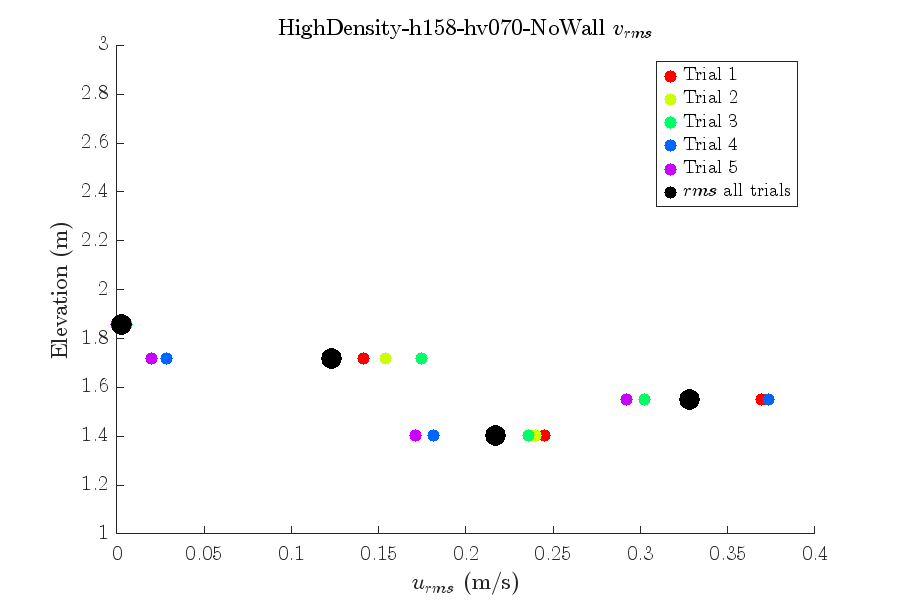 HighDensity-h158-hv070-NoWall v_rms
3
2.8
2.6
2.4
2.2
2
1.8
1.6
1.4
1.2
1
Elevation (m)
Trial 1
Trial 2
Trial 3
Trial 4
Trial 5
rms all trials
0 0.05 0.1 0.15 0.2 0.25 0.3 0.35 0.4
u_rms (m/s)